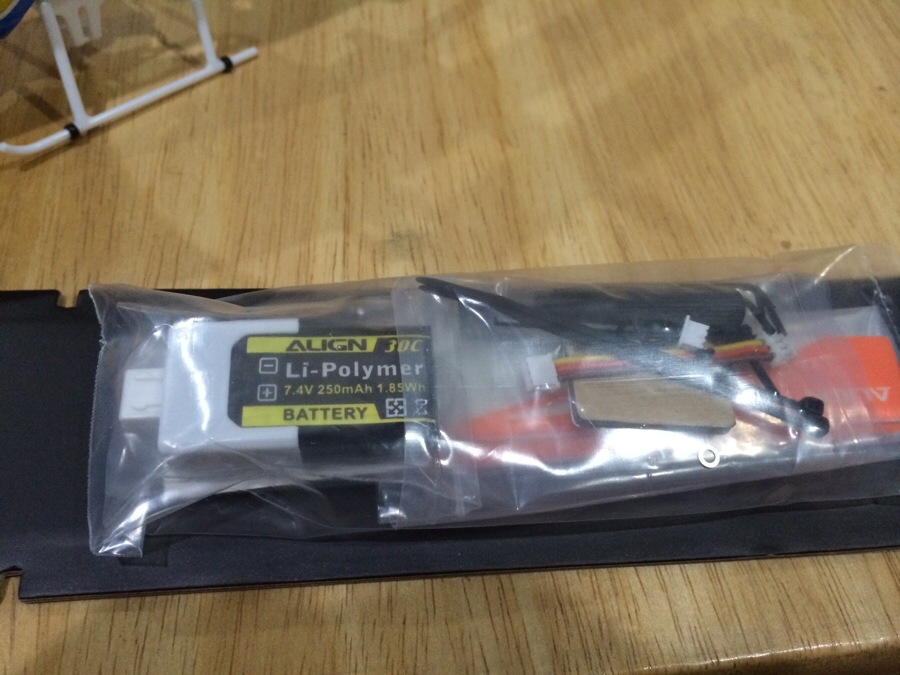 ALIGN 30C
Li-Polymer
7.4V 250mAh 1.85Wh
BATTERY